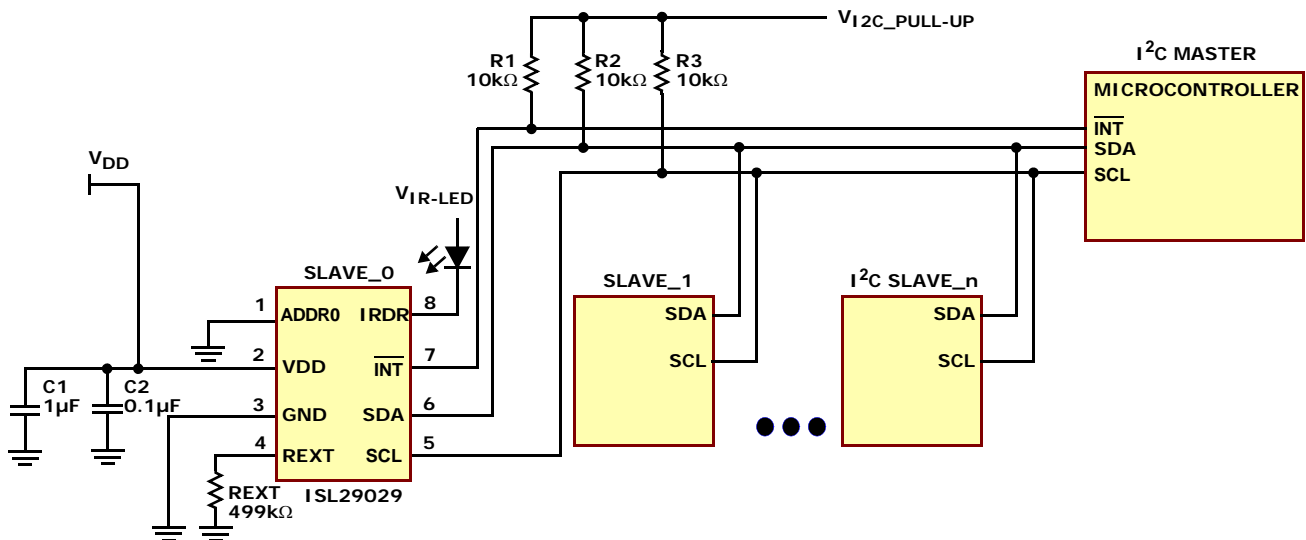 V I2C_PULL-UP
R1
10kΩ
R2
10kΩ
R3
10kΩ
I2C MASTER
MICROCONTROLLER
INT
SDA
SCL
VDD
VIR-LED
SLAVE_0
1
ADDR0
IRDR
8
2
VDD
INT
7
3
GND
SDA
6
4
REXT
SCL
5
ISL29029
C1
1µF
C2
0.1µF
REXT
499kΩ
SLAVE_1
SDA
SCL
I2C SLAVE_n
SDA
SCL